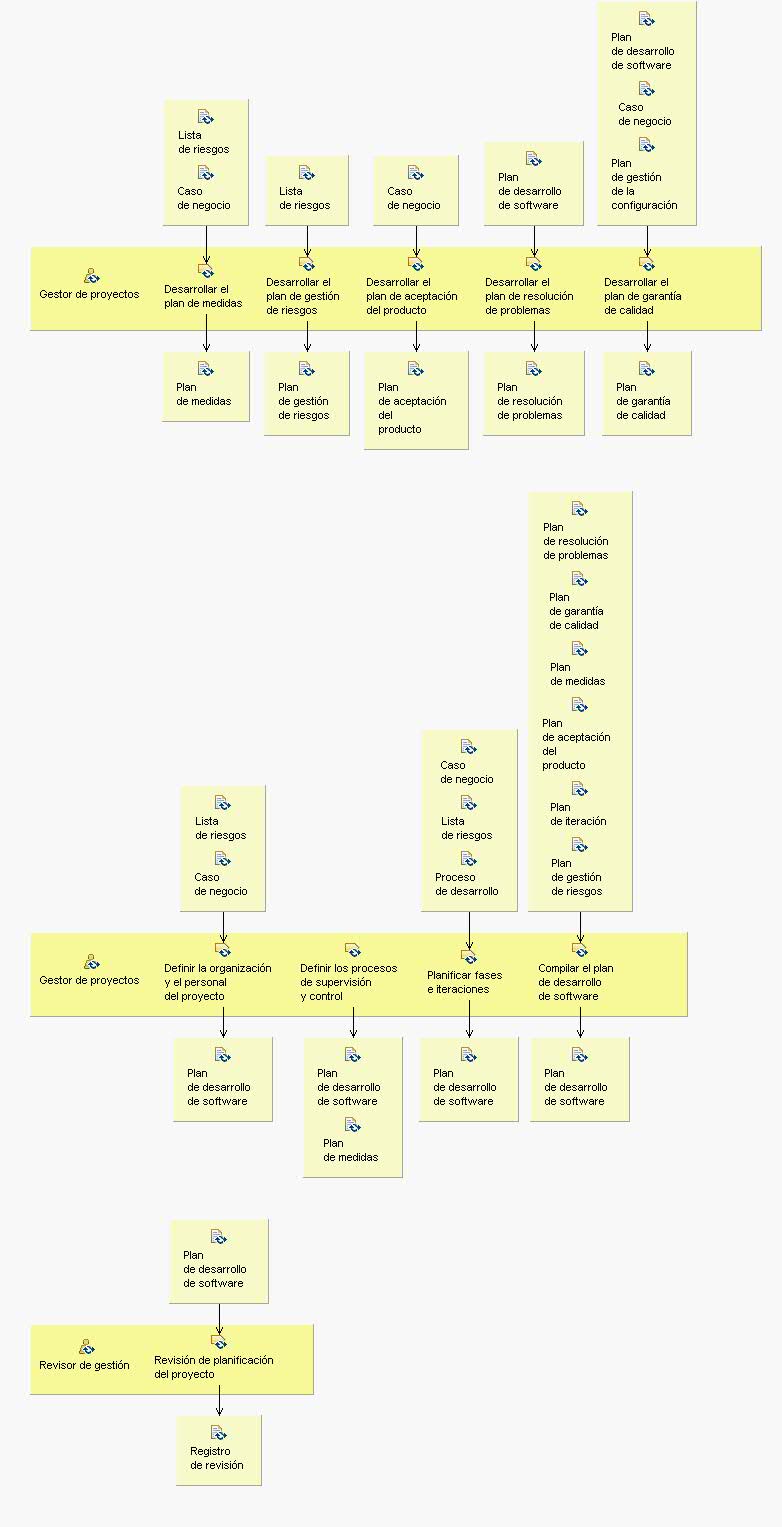 Plan
de desarrollo
de software
Caso
de negocio
Plan
de gestión
de la
configuración
Lista
de riesgos
Caso
de negocio
Lista
de riesgos
Caso
de negocio
Plan
de desarrollo
de software
Gestor de proyectos
Desarrollar el
plan de medidas
Desarrollar el
plan de gestión
de riesgos
Desarrollar el
plan de aceptación
del producto
Desarrollar el
plan de resolución
de problemas
Desarrollar el
plan de garantía
de calidad
Plan
de medidas
Plan
de gestión
de riesgos
Plan
de aceptación
del
producto
Plan
de resolución
de problemas
Plan
de garantía
de calidad
Plan
de resolución
de problemas
Plan
de garantía
de calidad
Plan
de medidas
Plan
de aceptación
del
producto
Plan
de iteración
Plan
de gestión
de riesgos
Caso
de negocio
Lista
de riesgos
Proceso
de desarrollo
Lista
de riesgos
Caso
de negocio
Gestor de proyectos
Definir la organización
y el personal
del proyecto
Definir los procesos
de supervisión
y control
Planificar fases
e iteraciones
Compilar el plan
de desarrollo
de software
Plan
de desarrollo
de software
Plan
de desarrollo
de software
Plan
de medidas
Plan
de desarrollo
de software
Plan
de desarrollo
de software
Plan
de desarrollo
de software
Revisor de gestión
Revisión de planificación
del proyecto
Registro
de revisión